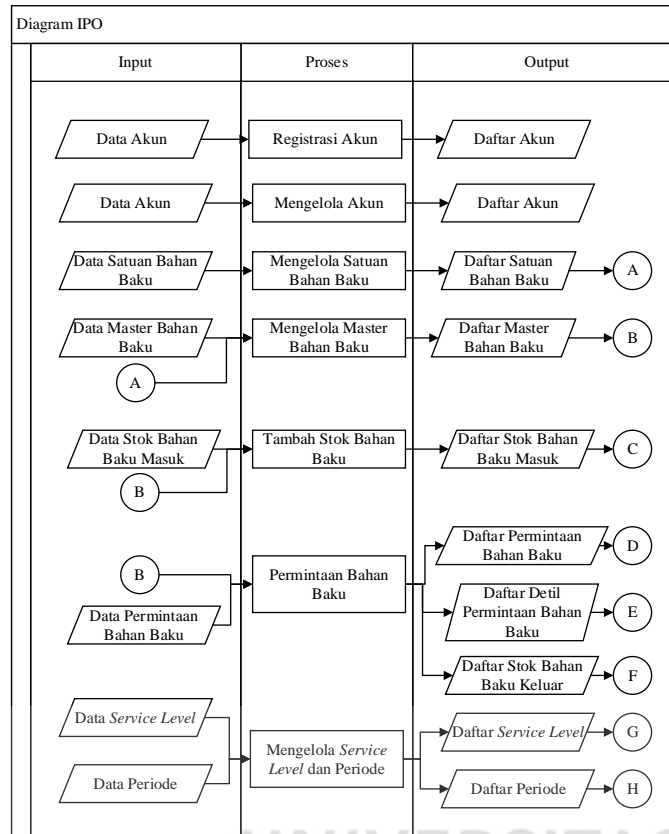 Diagram IPO
Input
Proses
Output
Data Akun
Registrasi Akun
Daftar Akun
Data Akun
Mengelola Akun
Daftar Akun
Data Satuan Bahan
Baku
Mengelola Satuan
Bahan Baku
Daftar Satuan
Bahan Baku
A
Data Master Bahan
Baku
A
Mengelola Master
Bahan Baku
Daftar Master
Bahan Baku
B
Data Stok Bahan
Baku Masuk
B
Tambah Stok Bahan
Baku
Daftar Stok Bahan
Baku Masuk
C
B
Data Permintaan
Bahan Baku
Permintaan Bahan
Baku
Daftar Permintaan
Bahan Baku
D
Daftar Detil
Permintaan Bahan
Baku
E
Daftar Stok Bahan
Baku Keluar
F
Data Service Level
Data Periode
Mengelola Service
Level dan Periode
Daftar Service Level
G
Daftar Periode
H